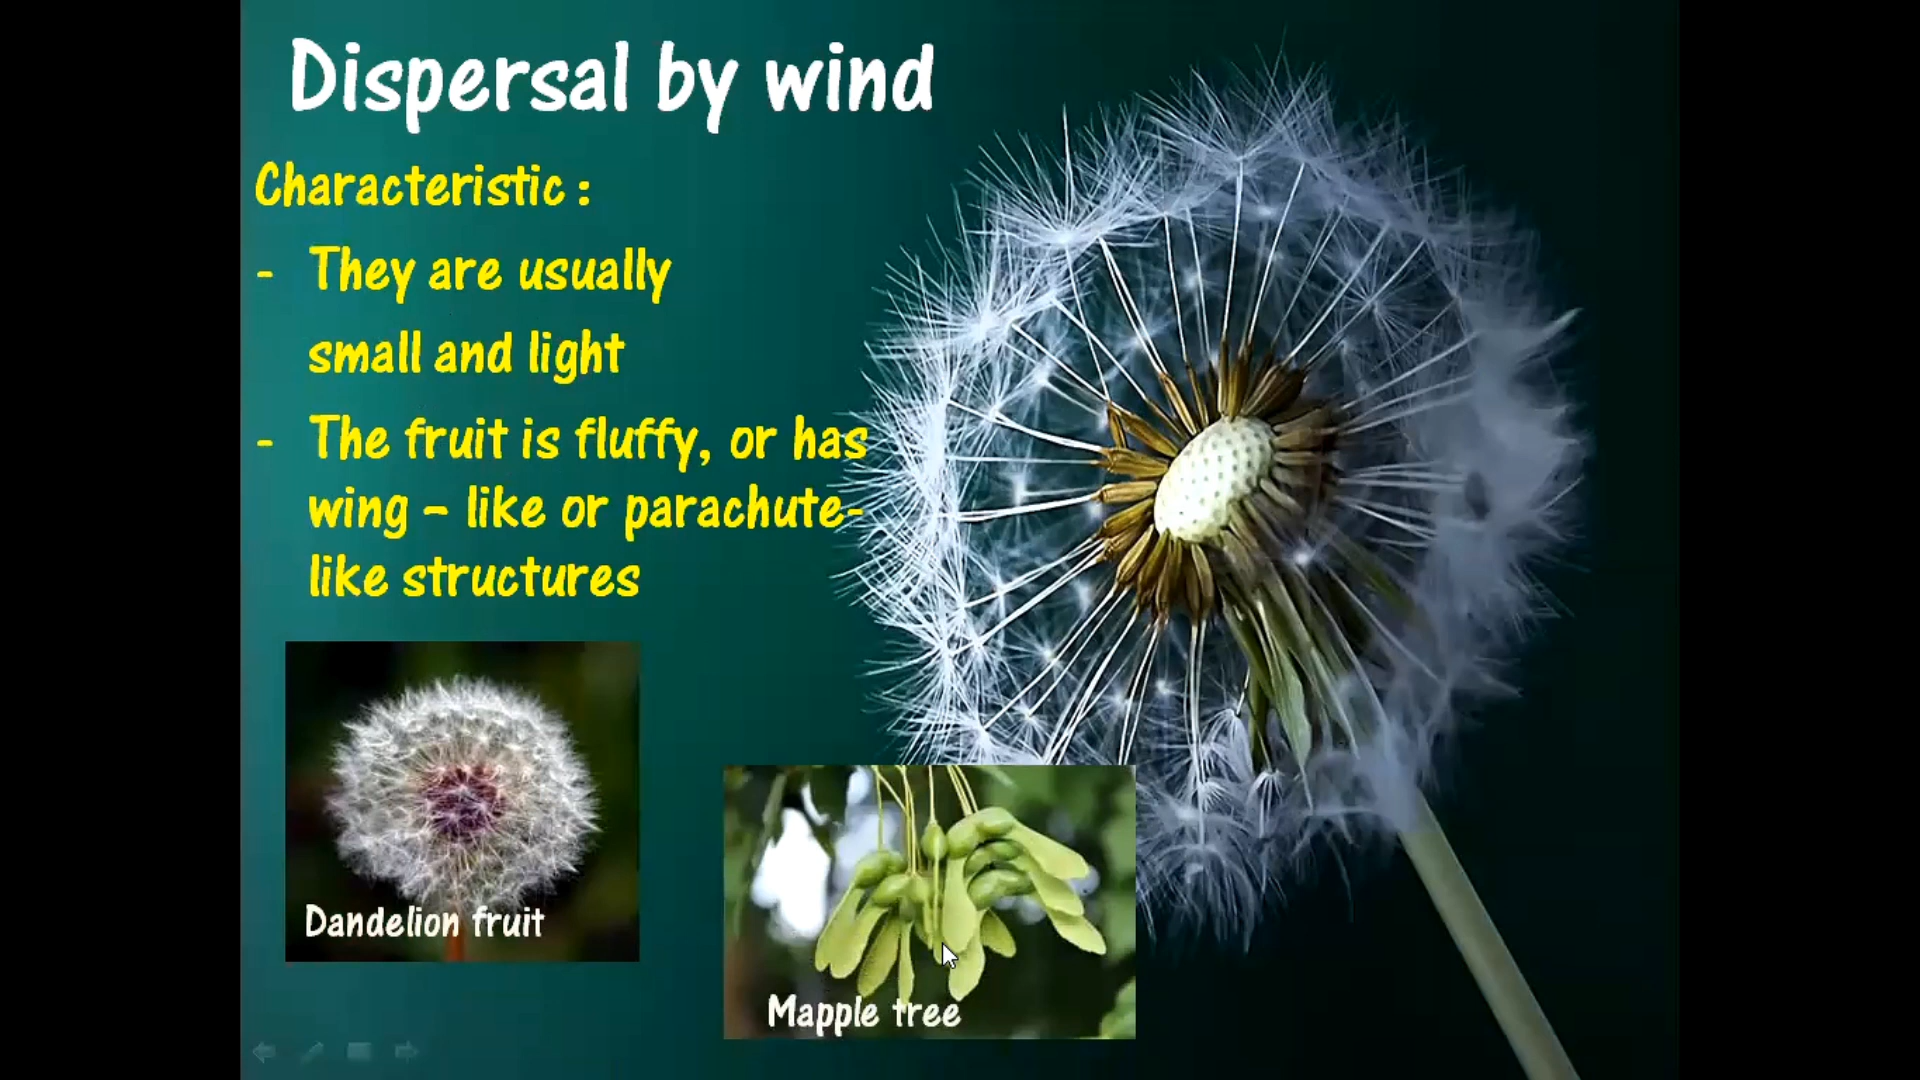 Dispersal by wind
Characteristic :
- They are usually
small and light
- The fruit is fluffy, or has
wing – like or parachute-
like structures
Dandelion fruit
Mapple tree